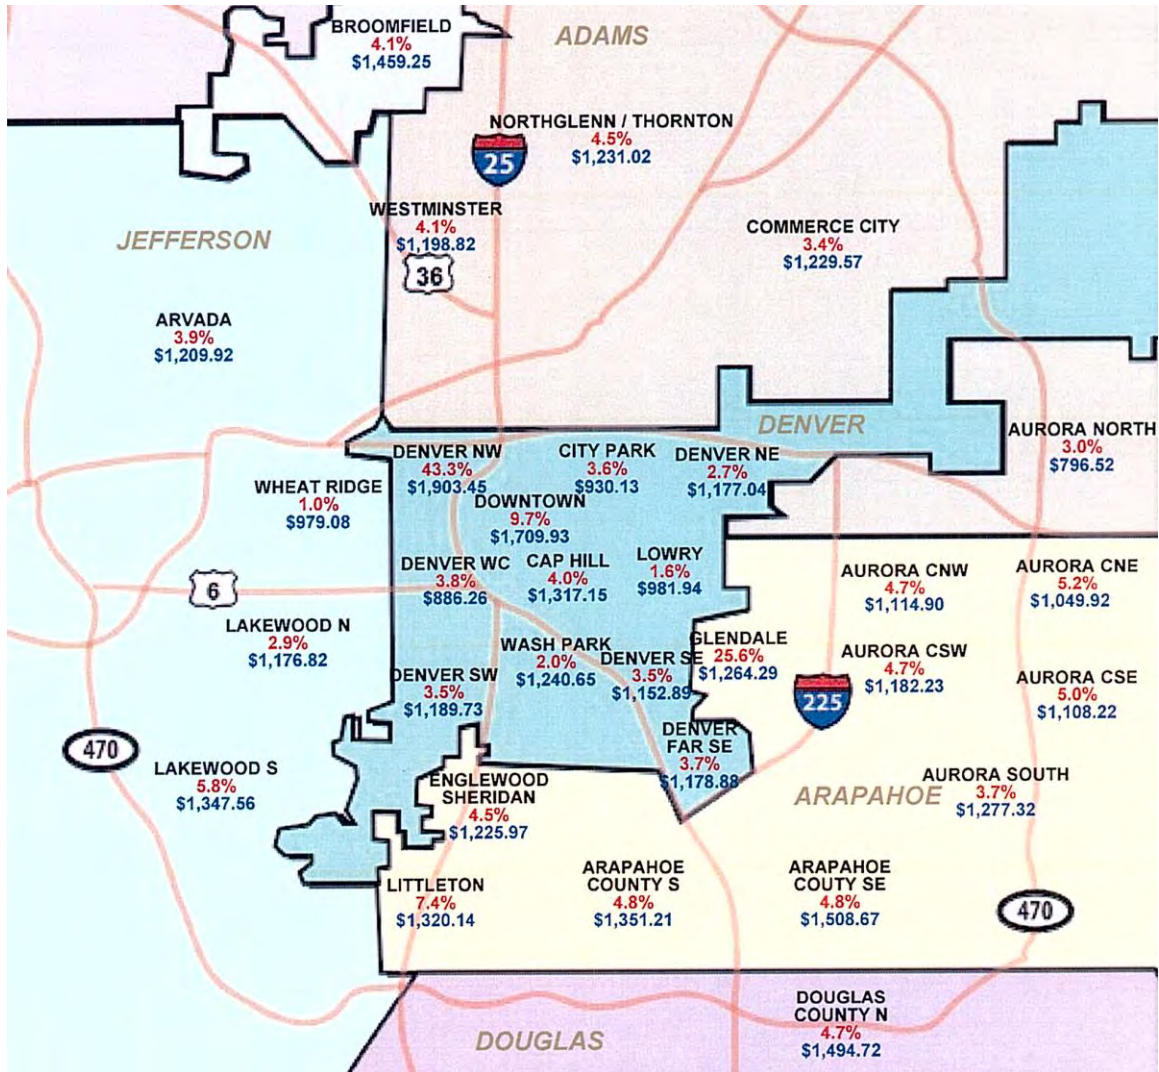 BROOMFIELD
4.1%
$1,459.25
ADAMS
NORTHGLENN / THORNTON
4.5%
$1,231.02
25
WESTMINSTER
4.1%
$1,198.82
36
JEFFERSON
COMMERCE CITY
3.4%
$1,229.57
ARVADA
3.9%
$1,209.92
DENVER
AURORA NORTH
3.0%
$796.52
DENVER NW
43.3%
$1,903.45
CITY PARK
3.6%
$930.13
DENVER NE
2.7%
$1,177.04
WHEAT RIDGE
1.0%
$979.08
DOWNTOWN
9.7%
$1,709.93
DENVER WC
3.8%
$886.26
CAP HILL
4.0%
$1,317.15
LOWRY
1.6%
$981.94
AURORA CNW
4.7%
$1,114.90
AURORA CNE
5.2%
$1,049.92
6
LAKEWOOD N
2.9%
$1,176.82
WASH PARK
2.0%
$1,240.65
DENVER SE
3.5%
$1,152.89
GLENDALE
25.6%
$1,264.29
AURORA CSW
4.7%
$1,182.23
AURORA CSE
5.0%
$1,108.22
DENVER SW
3.5%
$1,189.73
225
DENVER
FAR SE
3.7%
$1,178.88
470
LAKEWOOD S
5.8%
$1,347.56
ENGLEWOOD
SHERIDAN
4.5%
$1,225.97
ARAPAHOE
AURORA SOUTH
3.7%
$1,277.32
LITTLETON
7.4%
$1,320.14
ARAPAHOE
COUNTY S
4.8%
$1,351.21
ARAPAHOE
COUTY SE
4.8%
$1,508.67
470
DOUGLAS
COUNTY N
4.7%
$1,494.72
DOUGLAS